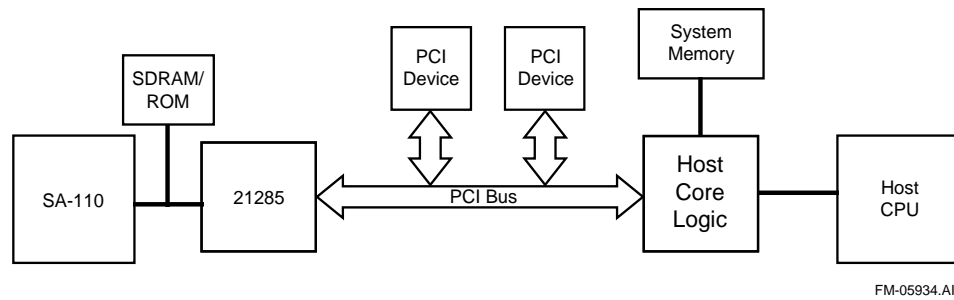 System
Memory
PCI
Device
PCI
Device
SDRAM/
ROM
SA-110
21285
PCI Bus
Host
Core
Logic
Host
CPU
FM-05934.AI